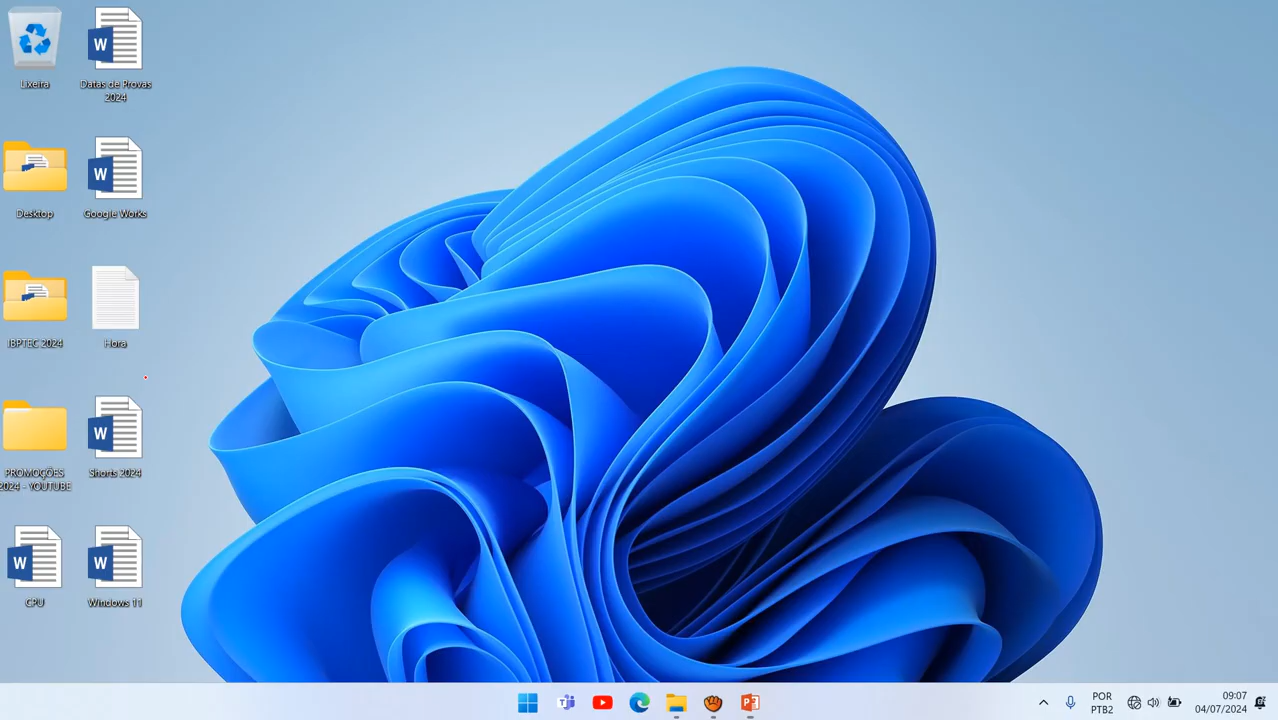 Lixeira
Datas de Provas
2024
Desktop
Google Works
IBPTEC 2024
Hora
PROMOÇÕES
2024 - YOUTUBE
Shorts 2024
CPU
Windows 11
POR
PTB2
09:07
04/07/2024